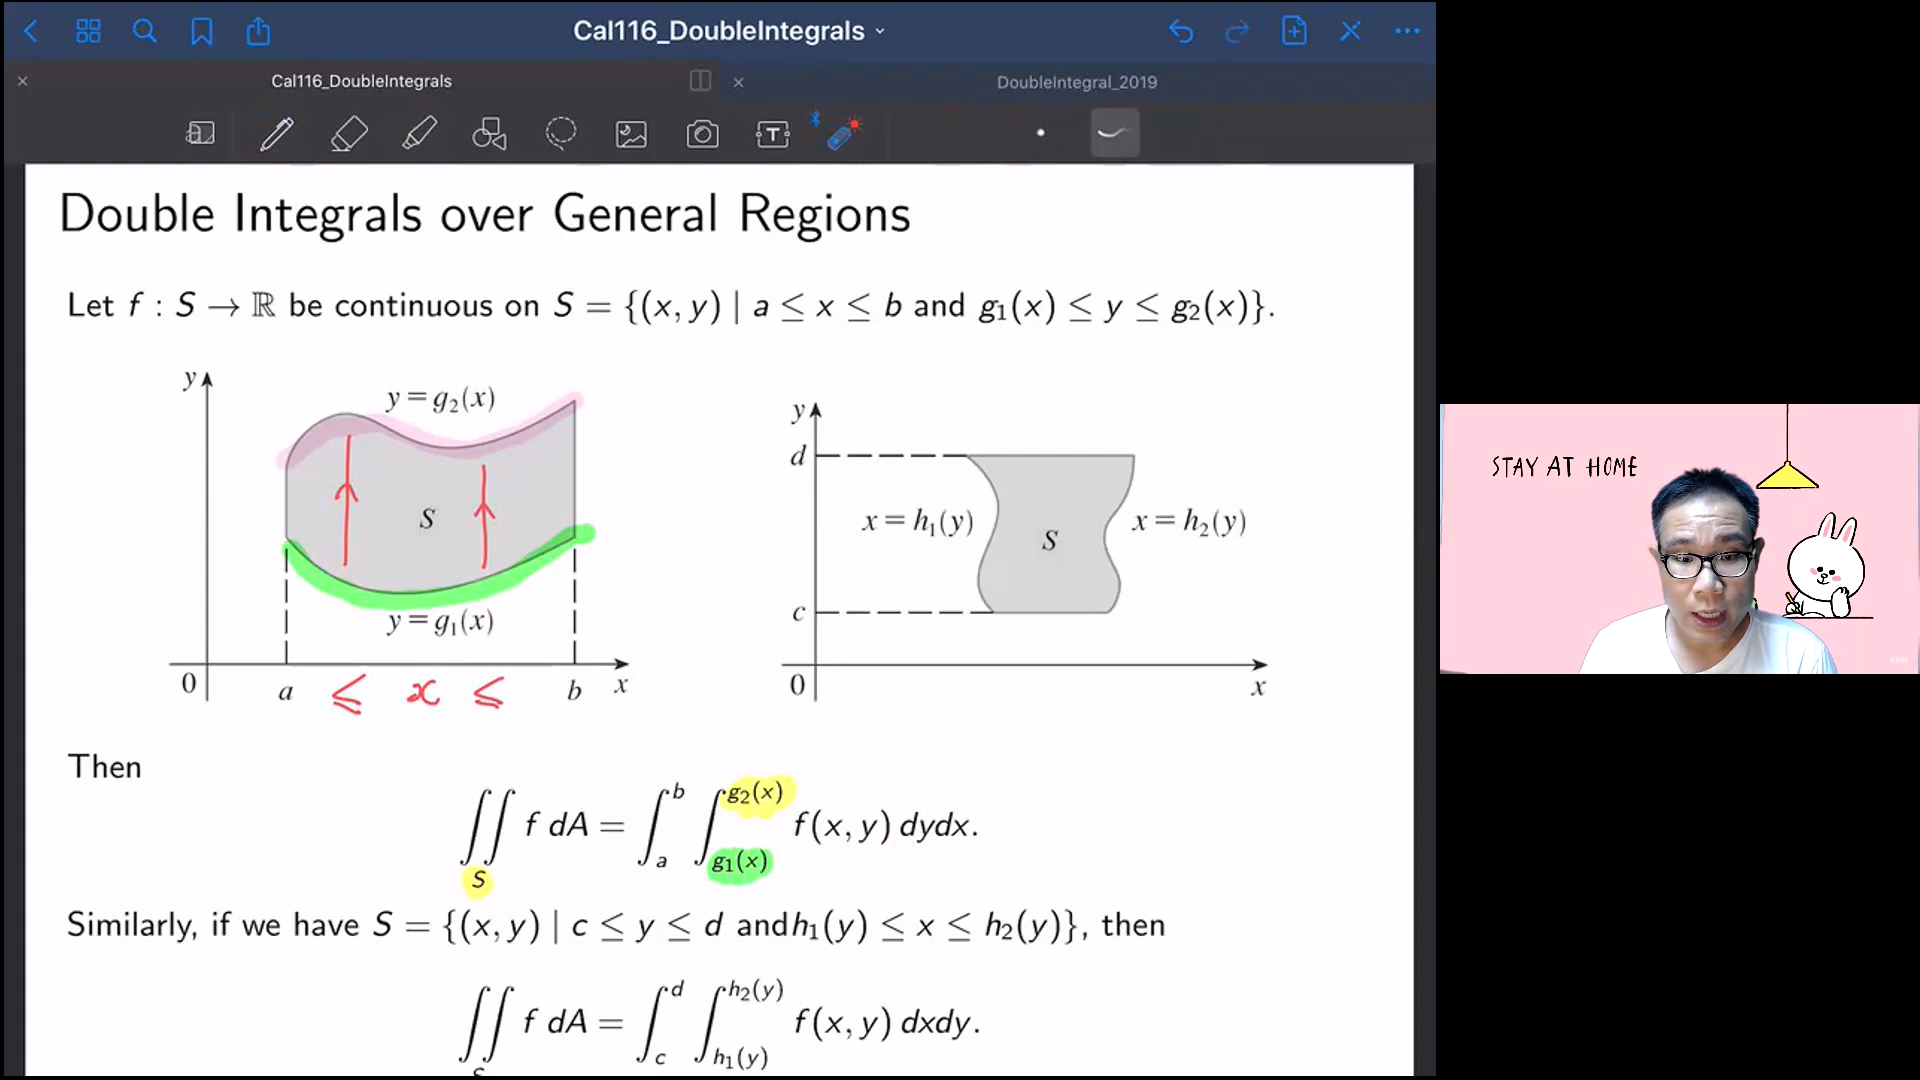 Cal116_DoubleIntegrals
Cal116_DoubleIntegrals
DoubleIntegral_2019
T
Double Integrals over General Regions
Let f : S → ℝ be continuous on S = {(x, y) | a ≤ x ≤ b and g₁(x) ≤ y ≤ g₂(x)}.
y
y = g₂(x)
S
y = g₁(x)
0 a ≤ x ≤ b x
y
d
x = h₁(y) S x = h₂(y)
c
0 x
Then
∬_S f dA = ∫_a^b ∫_{g₁(x)}^{g₂(x)} f(x, y) dydx.
Similarly, if we have S = {(x, y) | c ≤ y ≤ d andh₁(y) ≤ x ≤ h₂(y)}, then
∬_S f dA = ∫_c^d ∫_{h₁(y)}^{h₂(y)} f(x, y) dxdy.
STAY AT HOME